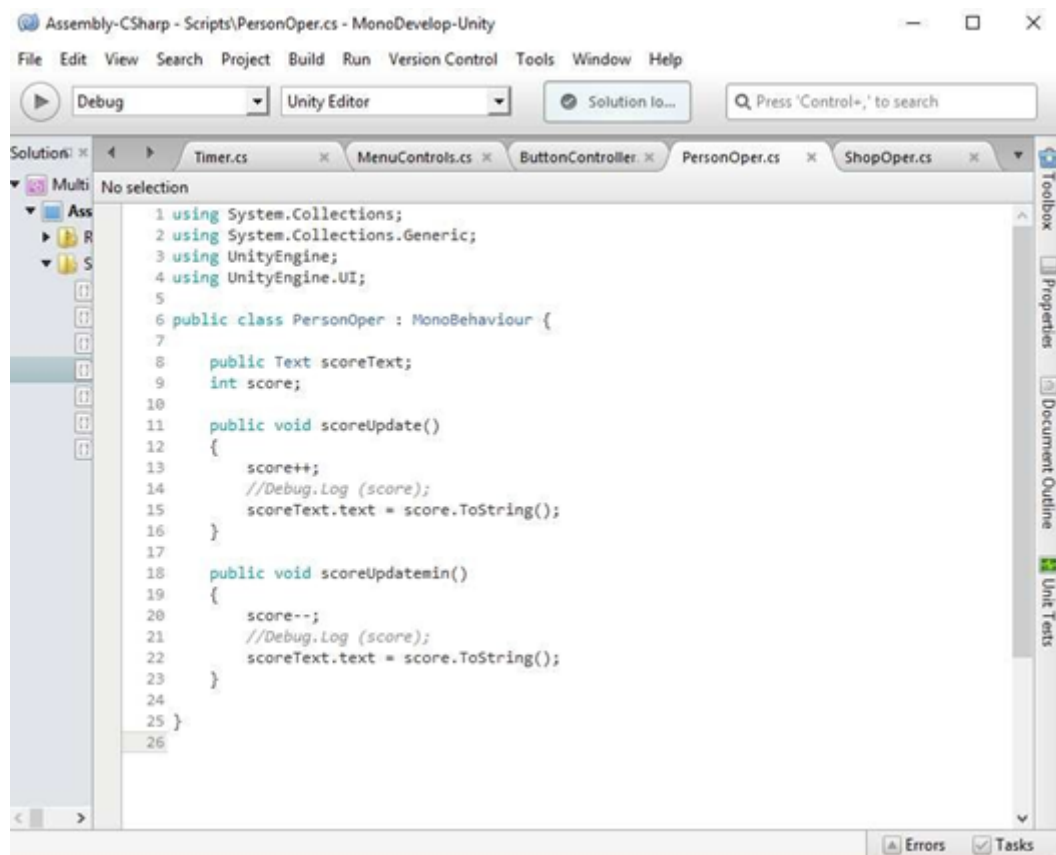 Assembly-CSharp - Scripts\PersonOper.cs - MonoDevelop-Unity
File Edit View Search Project Build Run Version Control Tools Window Help
Debug Unity Editor Solution lo... Press 'Control+,' to search
Solution Timer.cs MenuControls.cs ButtonController PersonOper.cs ShopOper.cs
Multi No selection
Ass
R
S
1 using System.Collections;
2 using System.Collections.Generic;
3 using UnityEngine;
4 using UnityEngine.UI;
5
6 public class PersonOper : MonoBehaviour {
7
8 public Text scoreText;
9 int score;
10
11 public void scoreUpdate()
12 {
13 score++;
14 //Debug.Log (score);
15 scoreText.text = score.ToString();
16 }
17
18 public void scoreUpdatemin()
19 {
20 score--;
21 //Debug.Log (score);
22 scoreText.text = score.ToString();
23 }
24
25 }
26
Toolbox
Properties
Document Outline
Unit Tests
Errors Tasks